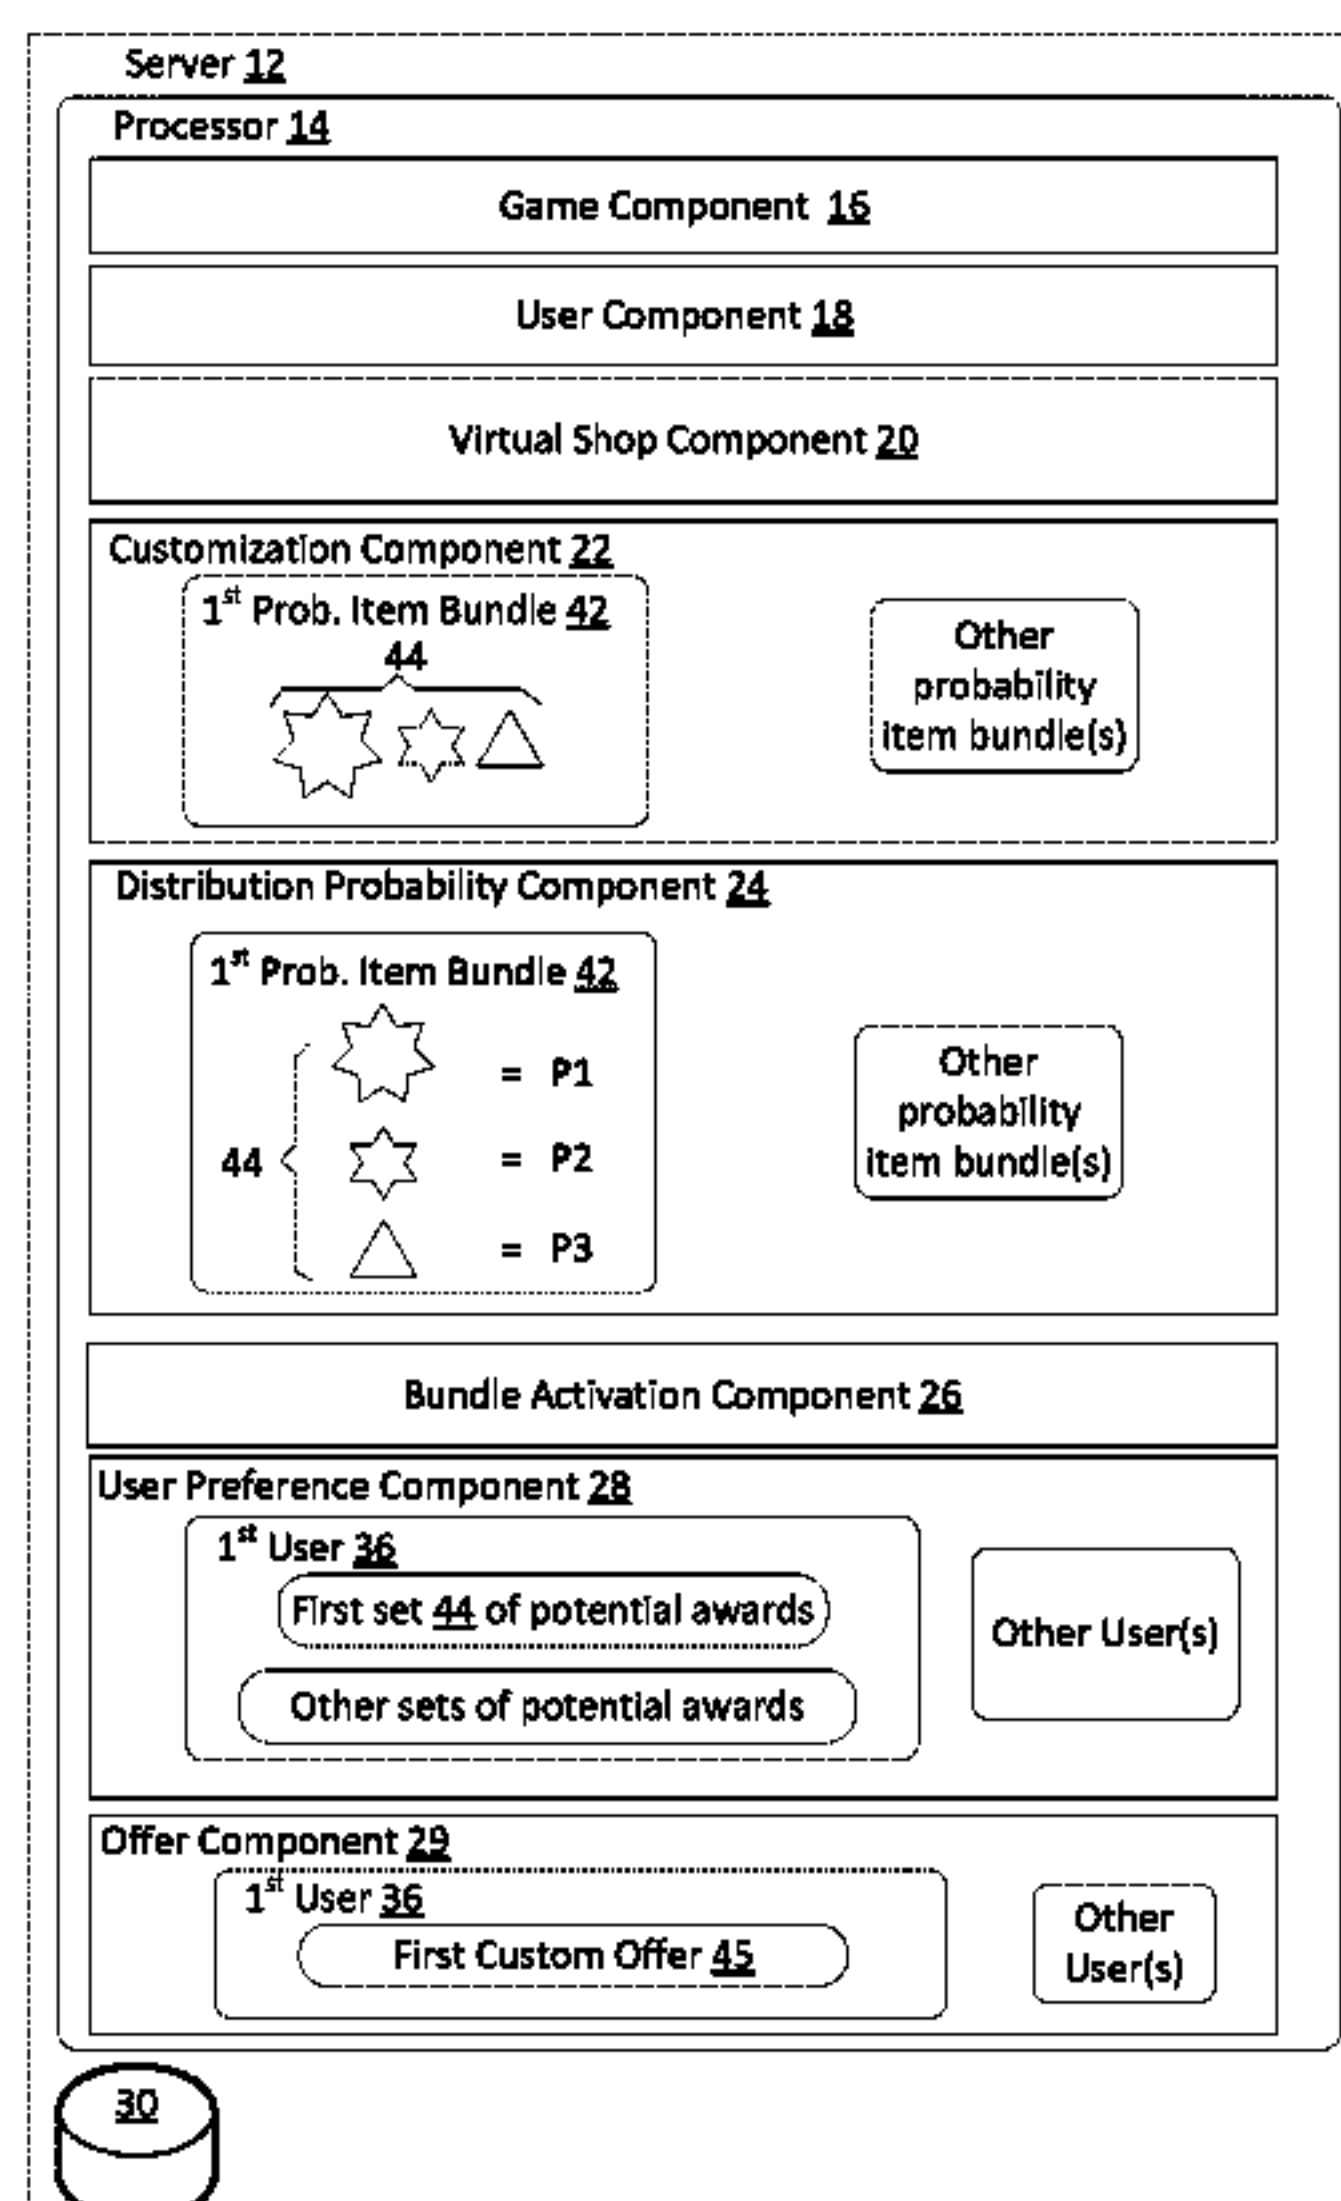 Server 12
Processor 14
Game Component 16
User Component 18
Virtual Shop Component 20
Customization Component 22
1st Prob. Item Bundle 42
44
Other
probability
item bundle(s)
Distribution Probability Component 24
1st Prob. Item Bundle 42
= P1
44
= P2
= P3
Other
probability
item bundle(s)
Bundle Activation Component 26
User Preference Component 28
1st User 36
First set 44 of potential awards
Other sets of potential awards
Other User(s)
Offer Component 29
1st User 36
First Custom Offer 45
Other
User(s)
30